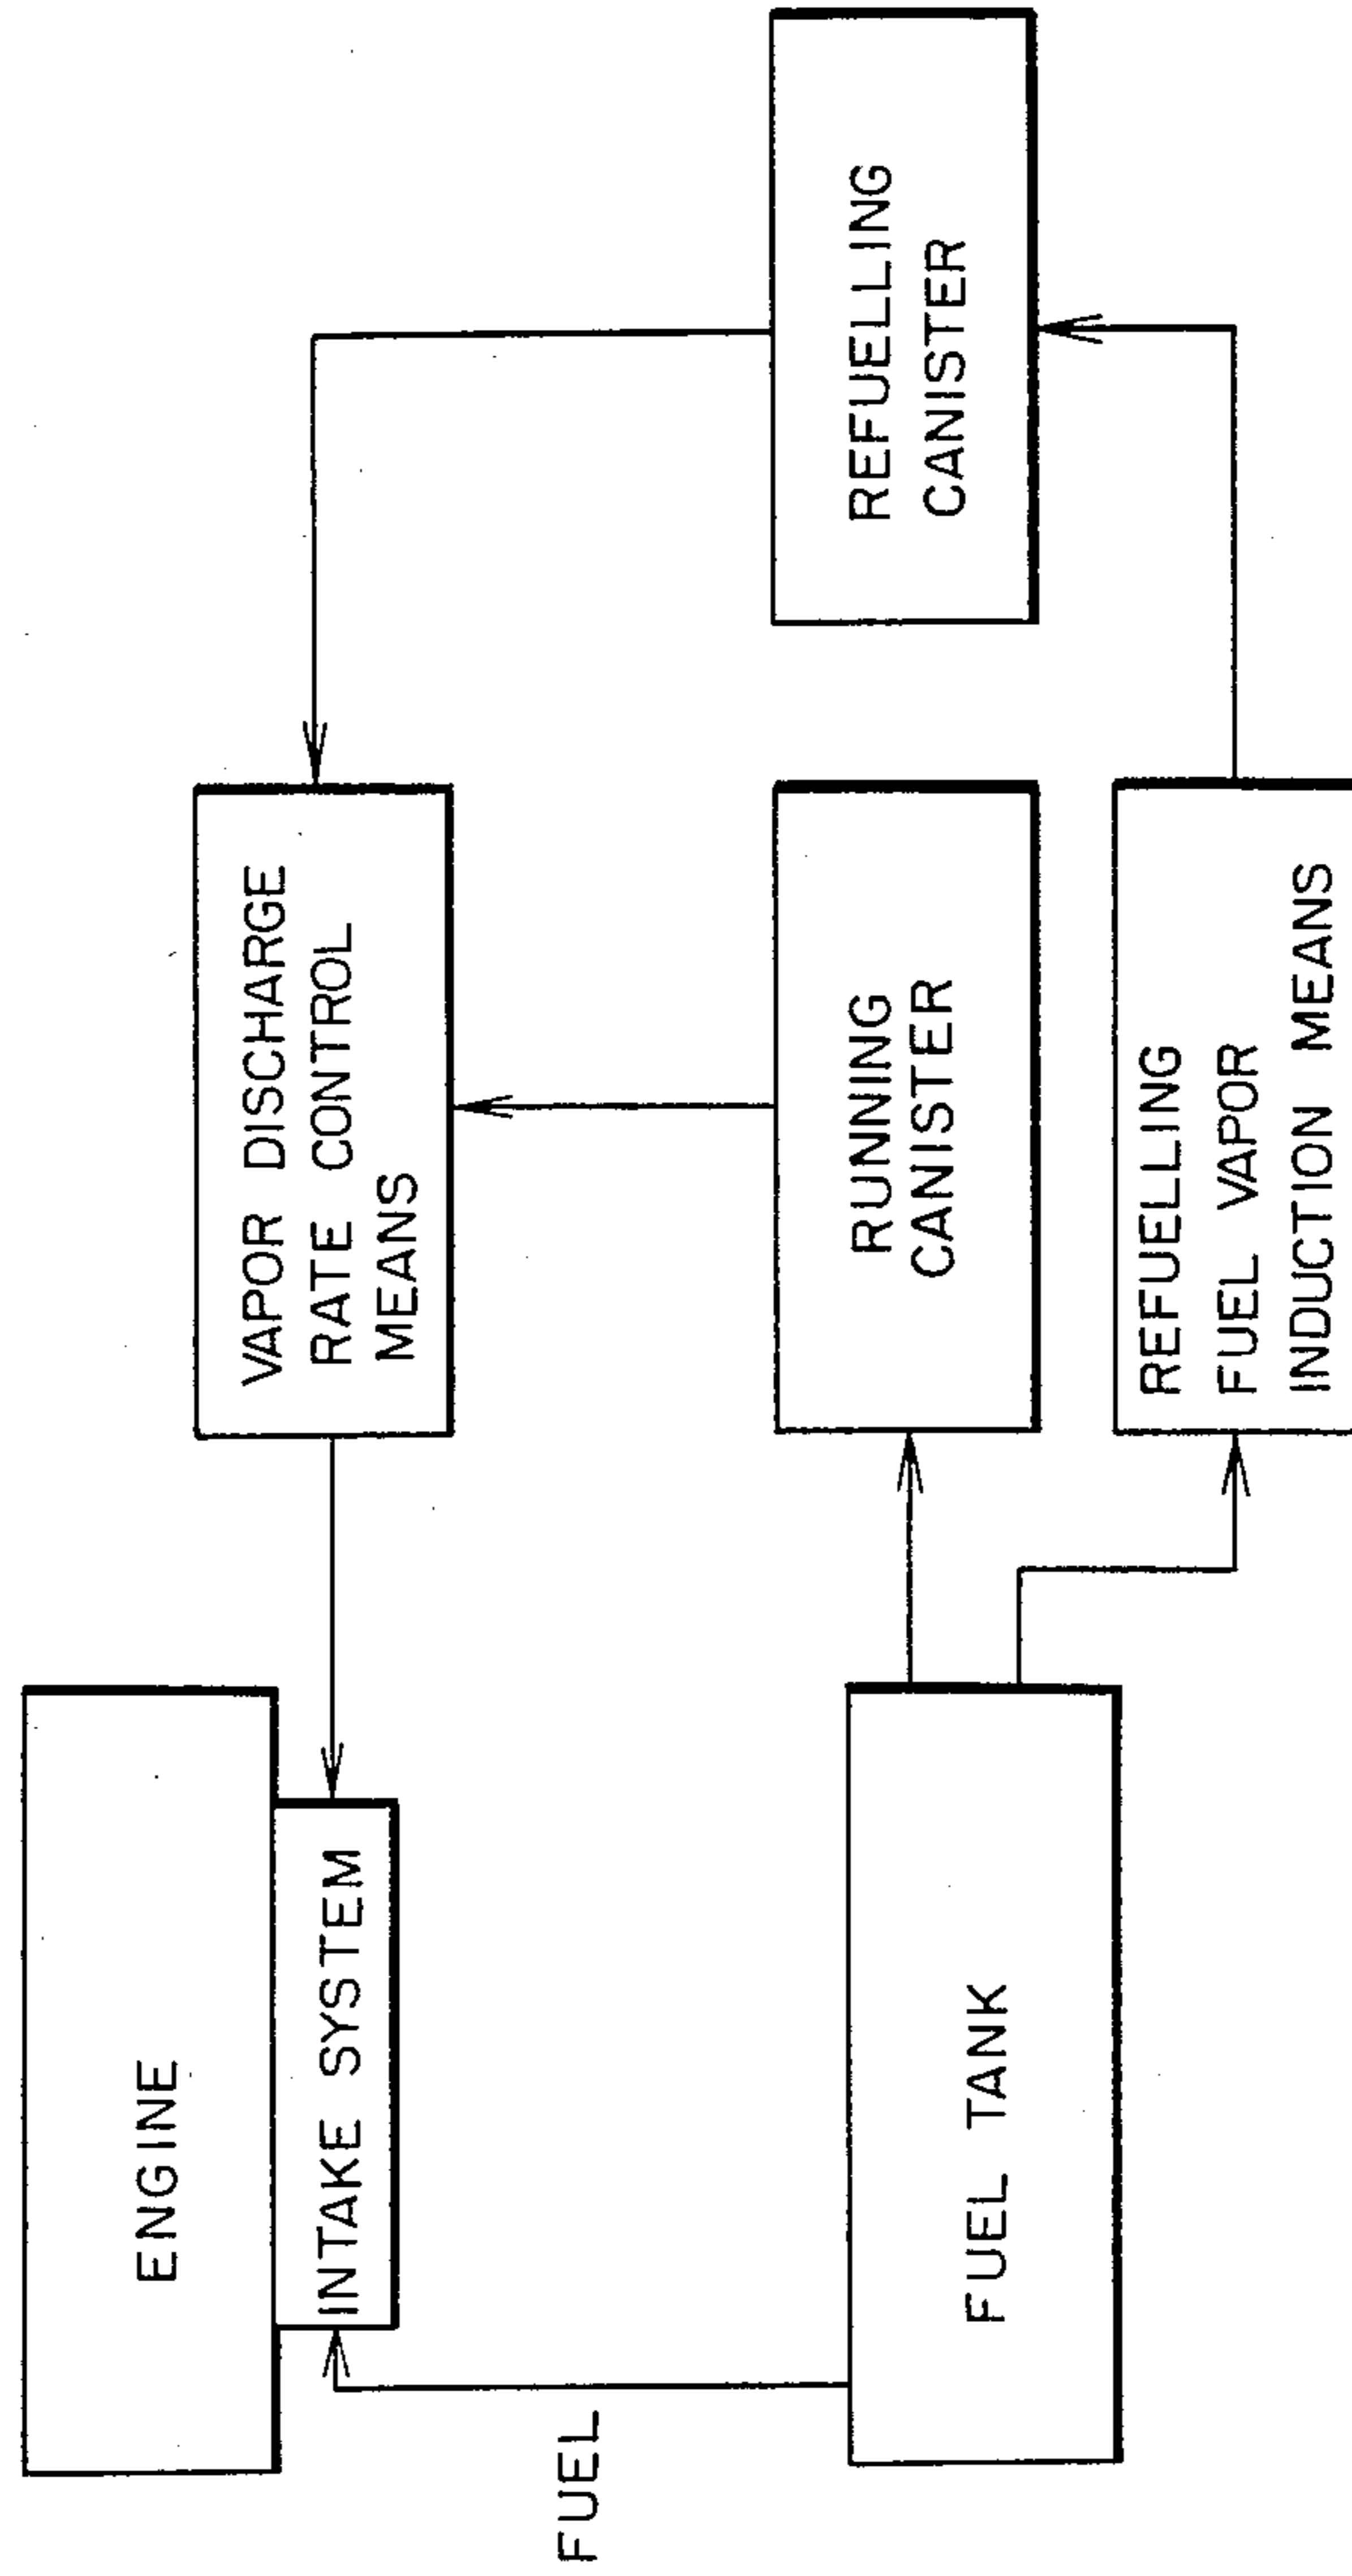 ENGINE
INTAKE SYSTEM
FUEL
FUEL TANK
VAPOR DISCHARGE
RATE CONTROL
MEANS
RUNNING
CANISTER
REFUELLING
FUEL VAPOR
INDUCTION MEANS
REFUELLING
CANISTER